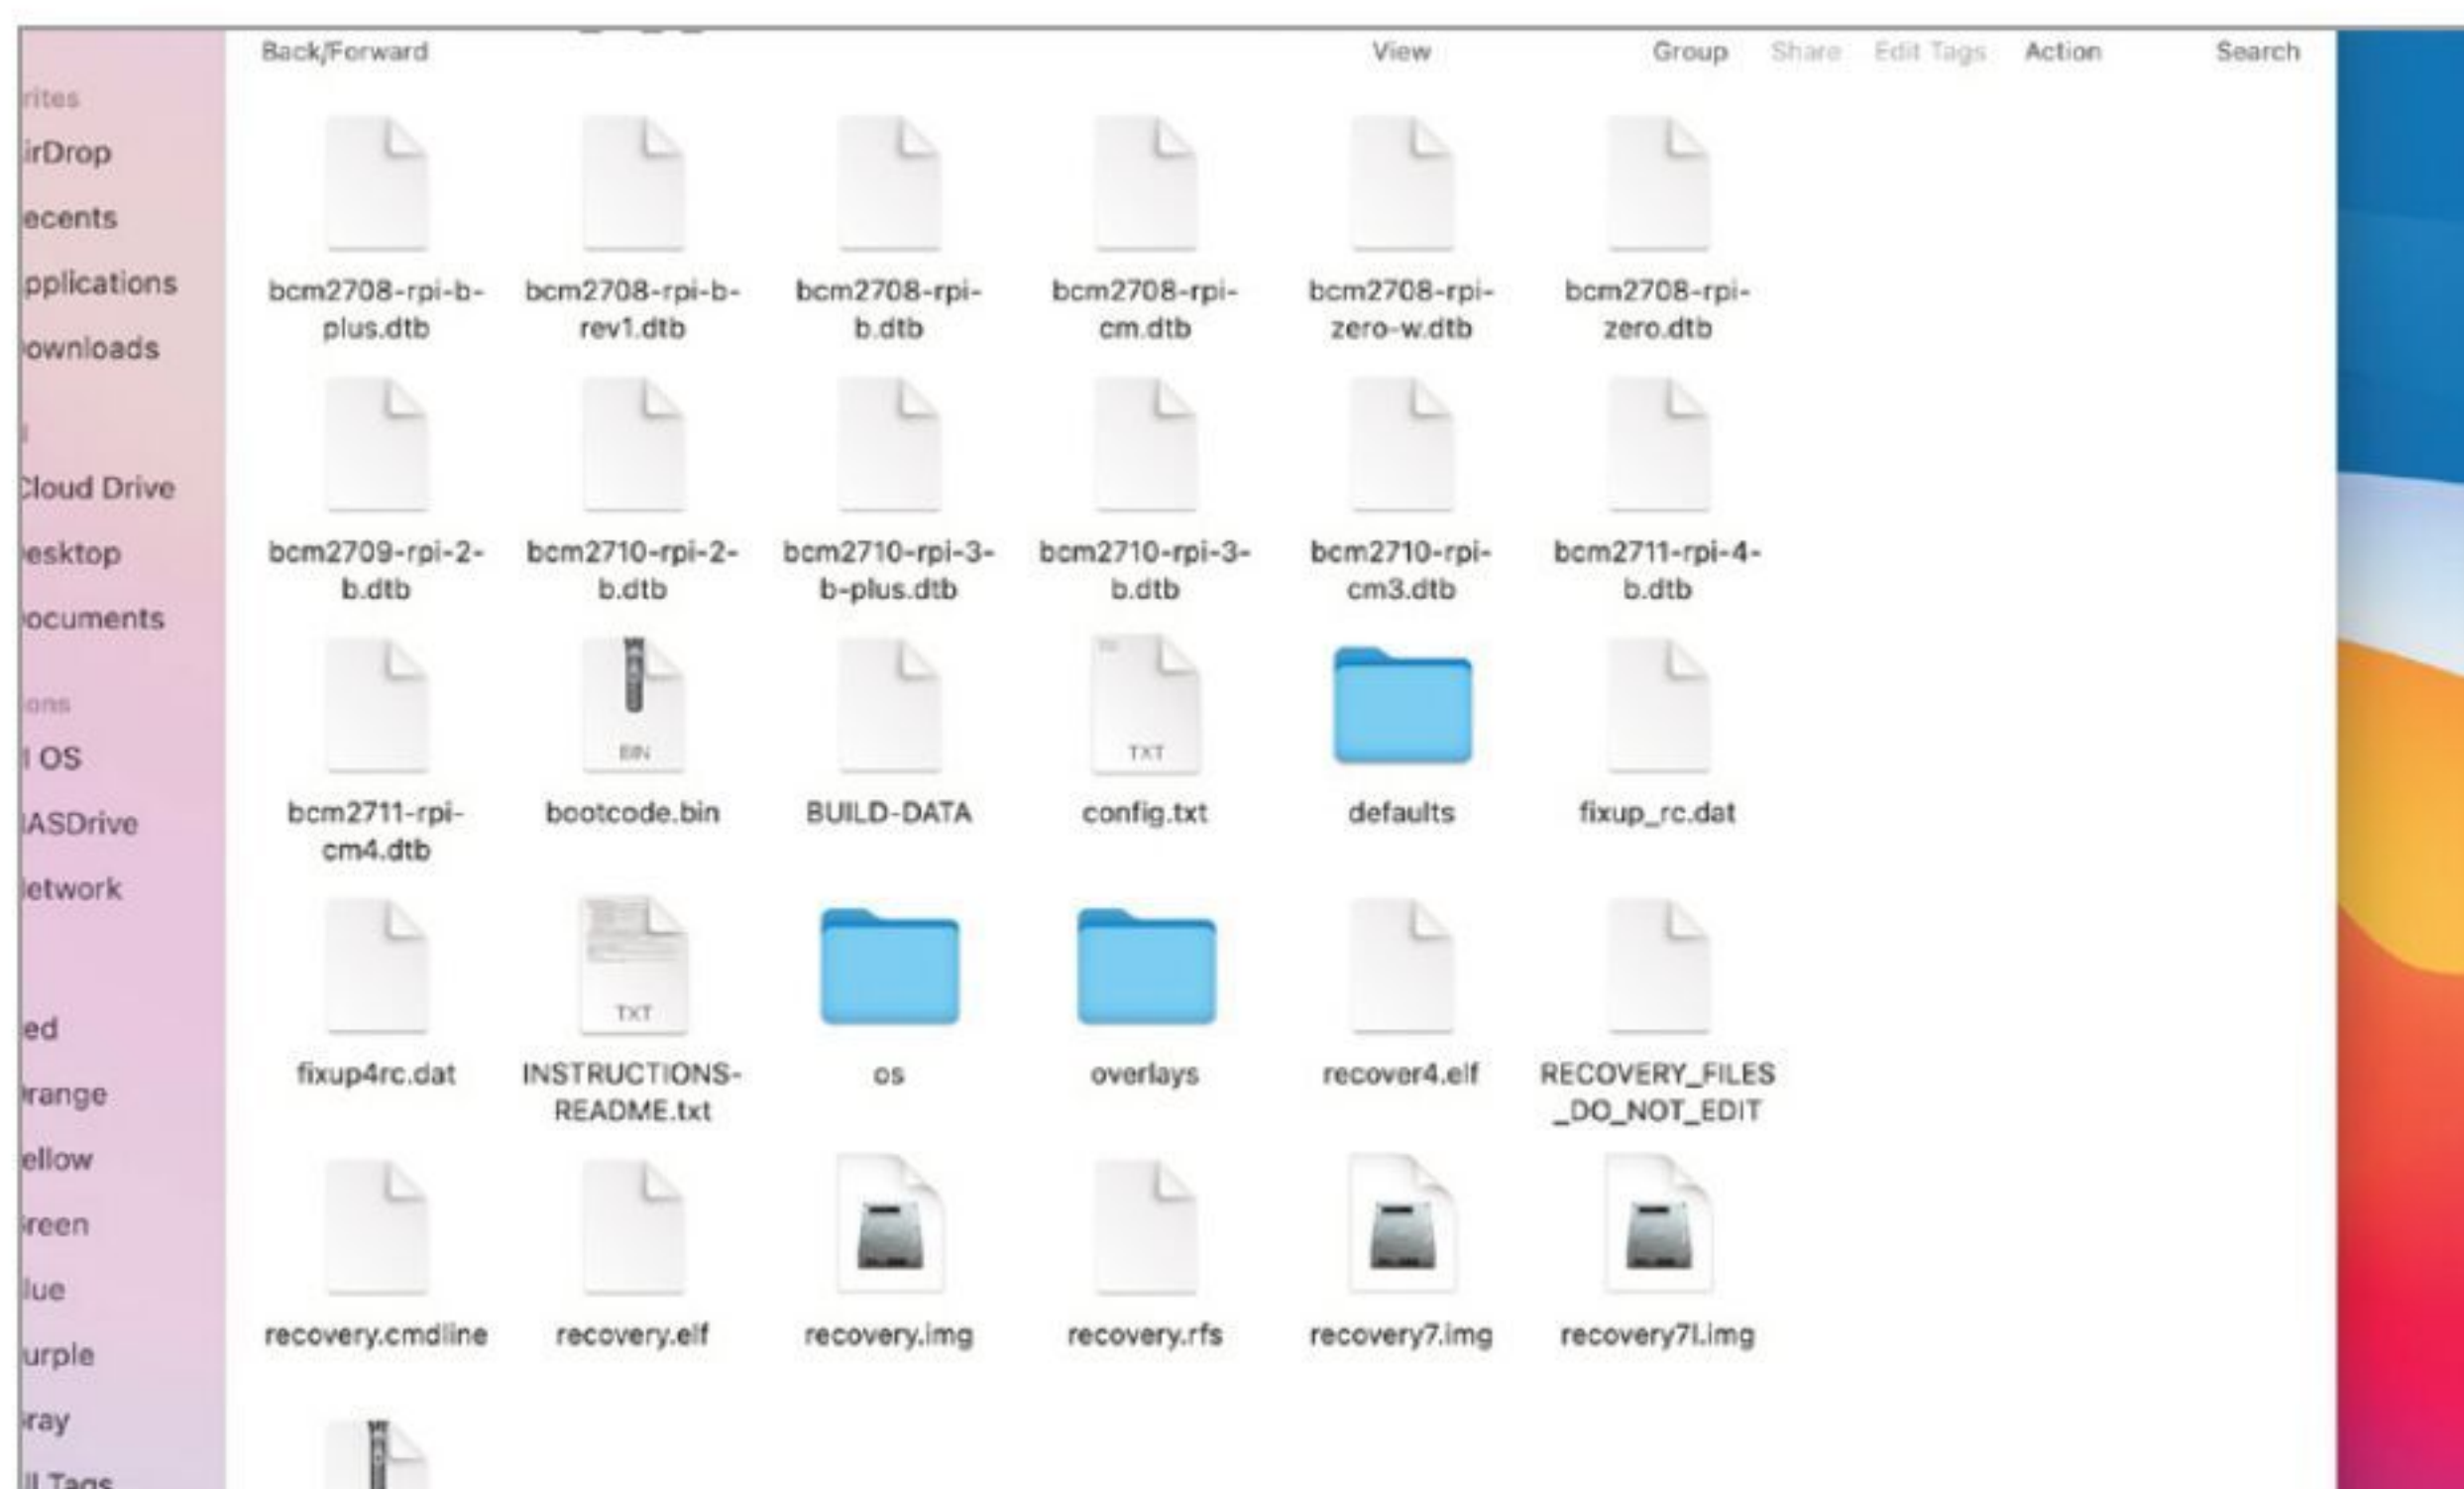 Back/Forward View Group Share Edit Tags Action Search
rites
irDrop
ecents
pplications
ownloads
Cloud Drive
esktop
ocuments
ons
I OS
ASDrive
etwork
ed
range
ellow
reen
lue
urple
ray
ll Tags
bcm2708-rpi-b-
plus.dtb
bcm2708-rpi-b-
rev1.dtb
bcm2708-rpi-
b.dtb
bcm2708-rpi-
cm.dtb
bcm2708-rpi-
zero-w.dtb
bcm2708-rpi-
zero.dtb
bcm2709-rpi-2-
b.dtb
bcm2710-rpi-2-
b.dtb
bcm2710-rpi-3-
b-plus.dtb
bcm2710-rpi-3-
b.dtb
bcm2710-rpi-
cm3.dtb
bcm2711-rpi-4-
b.dtb
bcm2711-rpi-
cm4.dtb
BIN
bootcode.bin
BUILD-DATA
TXT
config.txt
defaults
fixup_rc.dat
fixup4rc.dat
TXT
INSTRUCTIONS-
README.txt
os
overlays
recover4.elf
RECOVERY_FILES
_DO_NOT_EDIT
recovery.cmdline
recovery.elf
recovery.img
recovery.rfs
recovery7.img
recovery7l.img